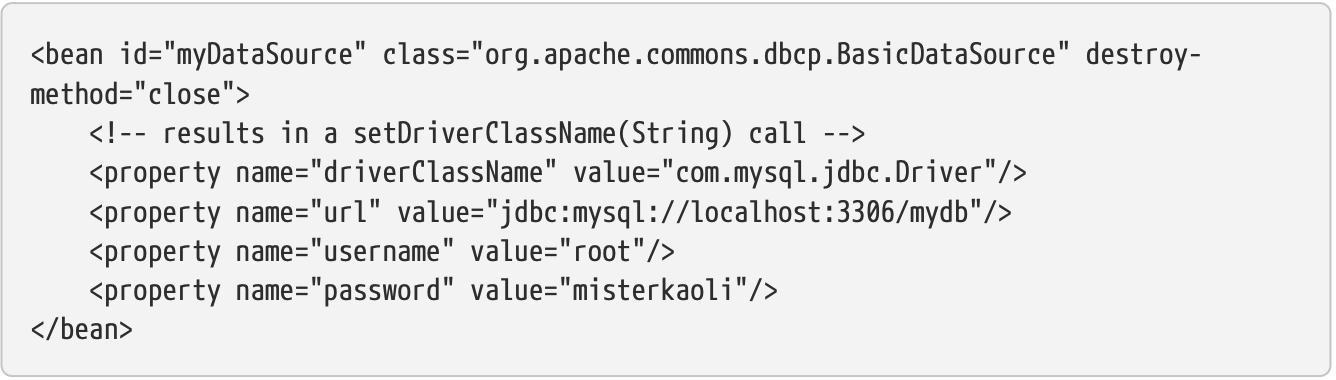 <bean id="myDataSource" class="org.apache.commons.dbcp.BasicDataSource" destroy-
method="close">
    <!-- results in a setDriverClassName(String) call -->
    <property name="driverClassName" value="com.mysql.jdbc.Driver"/>
    <property name="url" value="jdbc:mysql://localhost:3306/mydb"/>
    <property name="username" value="root"/>
    <property name="password" value="misterkaoli"/>
</bean>